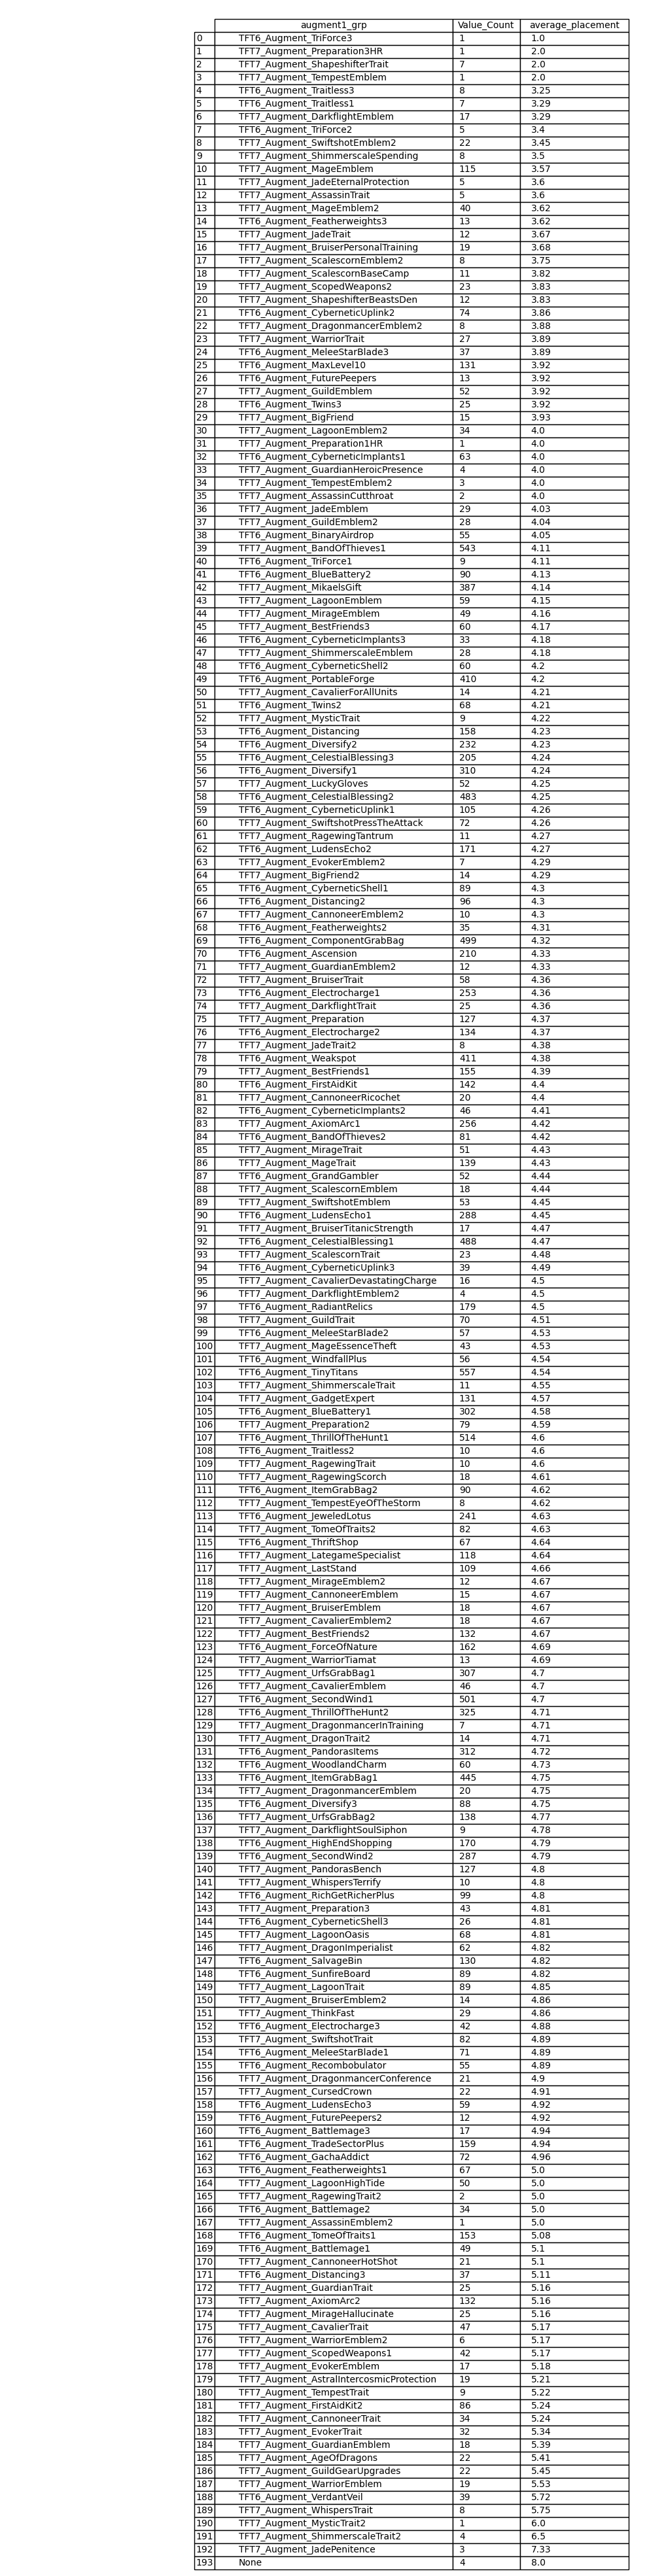 augment1_grp Value_Count average_placement
0 TFT6_Augment_TriForce3 1 1.0
1 TFT7_Augment_Preparation3HR 1 2.0
2 TFT7_Augment_ShapeshifterTrait 7 2.0
3 TFT7_Augment_TempestEmblem 1 2.0
4 TFT6_Augment_Traitless3 8 3.25
5 TFT6_Augment_Traitless1 7 3.29
6 TFT7_Augment_DarkflightEmblem 17 3.29
7 TFT6_Augment_TriForce2 5 3.4
8 TFT7_Augment_SwiftshotEmblem2 22 3.45
9 TFT7_Augment_ShimmerscaleSpending 8 3.5
10 TFT7_Augment_MageEmblem 115 3.57
11 TFT7_Augment_JadeEternalProtection 5 3.6
12 TFT7_Augment_AssassinTrait 5 3.6
13 TFT7_Augment_MageEmblem2 40 3.62
14 TFT6_Augment_Featherweights3 13 3.62
15 TFT7_Augment_JadeTrait 12 3.67
16 TFT7_Augment_BruiserPersonalTraining 19 3.68
17 TFT7_Augment_ScalescornEmblem2 8 3.75
18 TFT7_Augment_ScalescornBaseCamp 11 3.82
19 TFT7_Augment_ScopedWeapons2 23 3.83
20 TFT7_Augment_ShapeshifterBeastsDen 12 3.83
21 TFT6_Augment_CyberneticUplink2 74 3.86
22 TFT7_Augment_DragonmancerEmblem2 8 3.88
23 TFT7_Augment_WarriorTrait 27 3.89
24 TFT6_Augment_MeleeStarBlade3 37 3.89
25 TFT6_Augment_MaxLevel10 131 3.92
26 TFT6_Augment_FuturePeepers 13 3.92
27 TFT7_Augment_GuildEmblem 52 3.92
28 TFT6_Augment_Twins3 25 3.92
29 TFT7_Augment_BigFriend 15 3.93
30 TFT7_Augment_LagoonEmblem2 34 4.0
31 TFT7_Augment_Preparation1HR 1 4.0
32 TFT6_Augment_CyberneticImplants1 63 4.0
33 TFT7_Augment_GuardianHeroicPresence 4 4.0
34 TFT7_Augment_TempestEmblem2 3 4.0
35 TFT7_Augment_AssassinCutthroat 2 4.0
36 TFT7_Augment_JadeEmblem 29 4.03
37 TFT7_Augment_GuildEmblem2 28 4.04
38 TFT6_Augment_BinaryAirdrop 55 4.05
39 TFT7_Augment_BandOfThieves1 543 4.11
40 TFT6_Augment_TriForce1 9 4.11
41 TFT7_Augment_BlueBattery2 90 4.13
42 TFT7_Augment_MikaelsGift 387 4.14
43 TFT7_Augment_LagoonEmblem 59 4.15
44 TFT7_Augment_MirageEmblem 49 4.16
45 TFT7_Augment_BestFriends3 60 4.17
46 TFT6_Augment_CyberneticImplants3 33 4.18
47 TFT7_Augment_ShimmerscaleEmblem 28 4.18
48 TFT6_Augment_CyberneticShell2 60 4.2
49 TFT6_Augment_PortableForge 410 4.2
50 TFT7_Augment_CavalierForAllUnits 14 4.21
51 TFT6_Augment_Twins2 68 4.21
52 TFT7_Augment_MysticTrait 9 4.22
53 TFT6_Augment_Distancing 158 4.23
54 TFT6_Augment_Diversify2 232 4.23
55 TFT6_Augment_CelestialBlessing3 205 4.24
56 TFT6_Augment_Diversify1 310 4.24
57 TFT7_Augment_LuckyGloves 52 4.25
58 TFT6_Augment_CelestialBlessing2 483 4.25
59 TFT6_Augment_CyberneticUplink1 105 4.26
60 TFT7_Augment_SwiftshotPressTheAttack 72 4.26
61 TFT7_Augment_RagewingTantrum 11 4.27
62 TFT6_Augment_LudensEcho2 171 4.27
63 TFT7_Augment_EvokerEmblem2 7 4.29
64 TFT7_Augment_BigFriend2 14 4.29
65 TFT6_Augment_CyberneticShell1 89 4.3
66 TFT6_Augment_Distancing2 96 4.3
67 TFT7_Augment_CannoneerEmblem2 10 4.3
68 TFT6_Augment_Featherweights2 35 4.31
69 TFT6_Augment_ComponentGrabBag 499 4.32
70 TFT6_Augment_Ascension 210 4.33
71 TFT7_Augment_GuardianEmblem2 12 4.33
72 TFT7_Augment_BruiserTrait 58 4.36
73 TFT6_Augment_Electrocharge1 253 4.36
74 TFT7_Augment_DarkflightTrait 25 4.36
75 TFT7_Augment_Preparation 127 4.37
76 TFT6_Augment_Electrocharge2 134 4.37
77 TFT7_Augment_JadeTrait2 8 4.38
78 TFT6_Augment_Weakspot 411 4.38
79 TFT7_Augment_BestFriends1 155 4.39
80 TFT6_Augment_FirstAidKit 142 4.4
81 TFT7_Augment_CannoneerRicochet 20 4.4
82 TFT6_Augment_CyberneticImplants2 46 4.41
83 TFT7_Augment_AxiomArc1 256 4.42
84 TFT6_Augment_BandOfThieves2 81 4.42
85 TFT7_Augment_MirageTrait 51 4.43
86 TFT7_Augment_MageTrait 139 4.43
87 TFT6_Augment_GrandGambler 52 4.44
88 TFT7_Augment_ScalescornEmblem 18 4.44
89 TFT7_Augment_SwiftshotEmblem 53 4.45
90 TFT6_Augment_LudensEcho1 288 4.45
91 TFT7_Augment_BruiserTitanicStrength 17 4.47
92 TFT6_Augment_CelestialBlessing1 488 4.47
93 TFT7_Augment_ScalescornTrait 23 4.48
94 TFT6_Augment_CyberneticUplink3 39 4.49
95 TFT7_Augment_CavalierDevastatingCharge 16 4.5
96 TFT7_Augment_DarkflightEmblem2 4 4.5
97 TFT6_Augment_RadiantRelics 179 4.5
98 TFT7_Augment_GuildTrait 70 4.51
99 TFT6_Augment_MeleeStarBlade2 57 4.53
100 TFT7_Augment_MageEssenceTheft 43 4.53
101 TFT6_Augment_WindfallPlus 56 4.54
102 TFT6_Augment_TinyTitans 557 4.54
103 TFT7_Augment_ShimmerscaleTrait 11 4.55
104 TFT7_Augment_GadgetExpert 131 4.57
105 TFT6_Augment_BlueBattery1 302 4.58
106 TFT7_Augment_Preparation2 79 4.59
107 TFT6_Augment_ThrillOfTheHunt1 514 4.6
108 TFT6_Augment_Traitless2 10 4.6
109 TFT7_Augment_RagewingTrait 10 4.6
110 TFT7_Augment_RagewingScorch 18 4.61
111 TFT6_Augment_ItemGrabBag2 90 4.62
112 TFT7_Augment_TempestEyeOfTheStorm 8 4.62
113 TFT6_Augment_JeweledLotus 241 4.63
114 TFT7_Augment_TomeOfTraits2 82 4.63
115 TFT6_Augment_ThriftShop 67 4.64
116 TFT7_Augment_LategameSpecialist 118 4.64
117 TFT7_Augment_LastStand 109 4.66
118 TFT7_Augment_MirageEmblem2 12 4.67
119 TFT7_Augment_CannoneerEmblem 15 4.67
120 TFT7_Augment_BruiserEmblem 18 4.67
121 TFT7_Augment_CavalierEmblem2 18 4.67
122 TFT7_Augment_BestFriends2 132 4.67
123 TFT6_Augment_ForceOfNature 162 4.69
124 TFT7_Augment_WarriorTiamat 13 4.69
125 TFT7_Augment_UrfsGrabBag1 307 4.7
126 TFT7_Augment_CavalierEmblem 46 4.7
127 TFT6_Augment_SecondWind1 501 4.7
128 TFT6_Augment_ThrillOfTheHunt2 325 4.71
129 TFT7_Augment_DragonmancerInTraining 7 4.71
130 TFT7_Augment_DragonTrait2 14 4.71
131 TFT6_Augment_PandorasItems 312 4.72
132 TFT6_Augment_WoodlandCharm 60 4.73
133 TFT6_Augment_ItemGrabBag1 445 4.75
134 TFT7_Augment_DragonmancerEmblem 20 4.75
135 TFT6_Augment_Diversify3 88 4.75
136 TFT7_Augment_UrfsGrabBag2 138 4.77
137 TFT7_Augment_DarkflightSoulSiphon 9 4.78
138 TFT6_Augment_HighEndShopping 170 4.79
139 TFT6_Augment_SecondWind2 287 4.79
140 TFT7_Augment_PandorasBench 127 4.8
141 TFT7_Augment_WhispersTerrify 10 4.8
142 TFT6_Augment_RichGetRicherPlus 99 4.8
143 TFT7_Augment_Preparation3 43 4.81
144 TFT6_Augment_CyberneticShell3 26 4.81
145 TFT7_Augment_LagoonOasis 68 4.81
146 TFT7_Augment_DragonImperialist 62 4.82
147 TFT6_Augment_SalvageBin 130 4.82
148 TFT6_Augment_SunfireBoard 89 4.82
149 TFT7_Augment_LagoonTrait 89 4.85
150 TFT7_Augment_BruiserEmblem2 14 4.86
151 TFT7_Augment_ThinkFast 29 4.86
152 TFT6_Augment_Electrocharge3 42 4.88
153 TFT7_Augment_SwiftshotTrait 82 4.89
154 TFT6_Augment_MeleeStarBlade1 71 4.89
155 TFT6_Augment_Recombobulator 55 4.89
156 TFT7_Augment_DragonmancerConference 21 4.9
157 TFT7_Augment_CursedCrown 22 4.91
158 TFT6_Augment_LudensEcho3 59 4.92
159 TFT6_Augment_FuturePeepers2 12 4.92
160 TFT6_Augment_Battlemage3 17 4.94
161 TFT6_Augment_TradeSectorPlus 159 4.94
162 TFT7_Augment_GachaAddict 72 4.96
163 TFT6_Augment_Featherweights1 67 5.0
164 TFT7_Augment_LagoonHighTide 50 5.0
165 TFT7_Augment_RagewingTrait2 2 5.0
166 TFT6_Augment_Battlemage2 34 5.0
167 TFT7_Augment_AssassinEmblem2 1 5.0
168 TFT6_Augment_TomeOfTraits1 153 5.08
169 TFT6_Augment_Battlemage1 49 5.1
170 TFT7_Augment_CannoneerHotShot 21 5.1
171 TFT6_Augment_Distancing3 37 5.11
172 TFT7_Augment_GuardianTrait 25 5.16
173 TFT7_Augment_AxiomArc2 132 5.16
174 TFT7_Augment_MirageHallucinate 25 5.16
175 TFT7_Augment_CavalierTrait 47 5.17
176 TFT7_Augment_WarriorEmblem2 6 5.17
177 TFT7_Augment_ScopedWeapons1 42 5.17
178 TFT7_Augment_EvokerEmblem 17 5.18
179 TFT7_Augment_AstralIntercosmicProtection 19 5.21
180 TFT7_Augment_TempestTrait 9 5.22
181 TFT6_Augment_FirstAidKit2 86 5.24
182 TFT7_Augment_CannoneerTrait 34 5.24
183 TFT7_Augment_EvokerTrait 32 5.34
184 TFT7_Augment_GuardianEmblem 18 5.39
185 TFT7_Augment_AgeOfDragons 22 5.41
186 TFT7_Augment_GuildGearUpgrades 22 5.45
187 TFT7_Augment_WarriorEmblem 19 5.53
188 TFT6_Augment_VerdantVeil 39 5.72
189 TFT7_Augment_WhispersTrait 8 5.75
190 TFT7_Augment_MysticTrait2 1 6.0
191 TFT7_Augment_ShimmerscaleTrait2 4 6.5
192 TFT7_Augment_JadePenitence 3 7.33
193 None 4 8.0